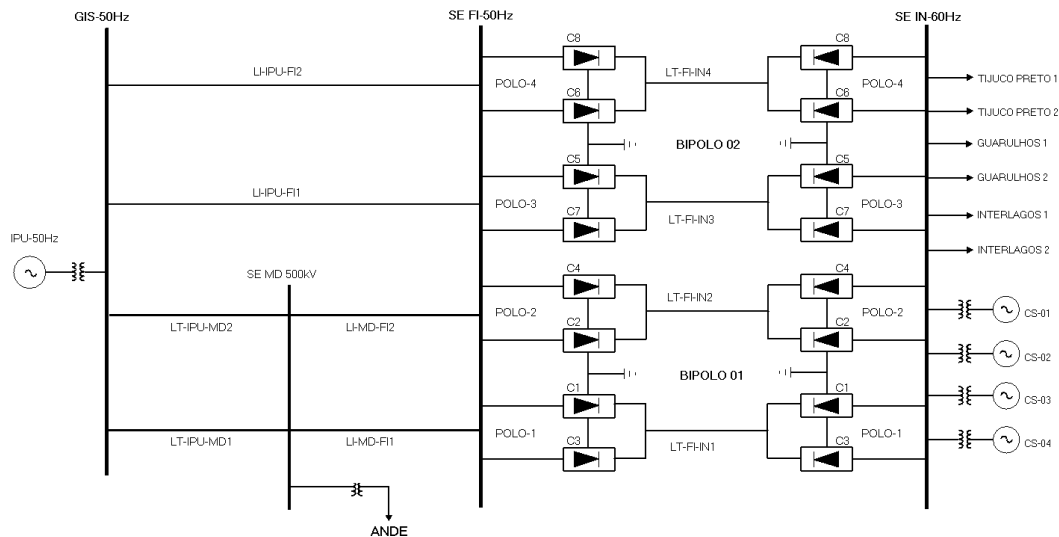 GIS-50Hz
SE FI-50Hz
SE IN-60Hz
C8
C8
LI-IPU-FI2
POLO-4
LT-FI-IN4
POLO-4
TIJUCO PRETO 1
C6
C6
TIJUCO PRETO 2
BIPOLO 02
GUARULHOS 1
C5
C5
GUARULHOS 2
LI-IPU-FI1
POLO-3
LT-FI-IN3
POLO-3
C7
C7
INTERLAGOS 1
IPU-50Hz
INTERLAGOS 2
SE MD 500kV
C4
C4
LT-IPU-MD2
LI-MD-FI2
POLO-2
LT-FI-IN2
POLO-2
CS-01
C2
C2
CS-02
BIPOLO 01
C1
C1
CS-03
LT-IPU-MD1
LI-MD-FI1
POLO-1
LT-FI-IN1
POLO-1
C3
C3
CS-04
ANDE